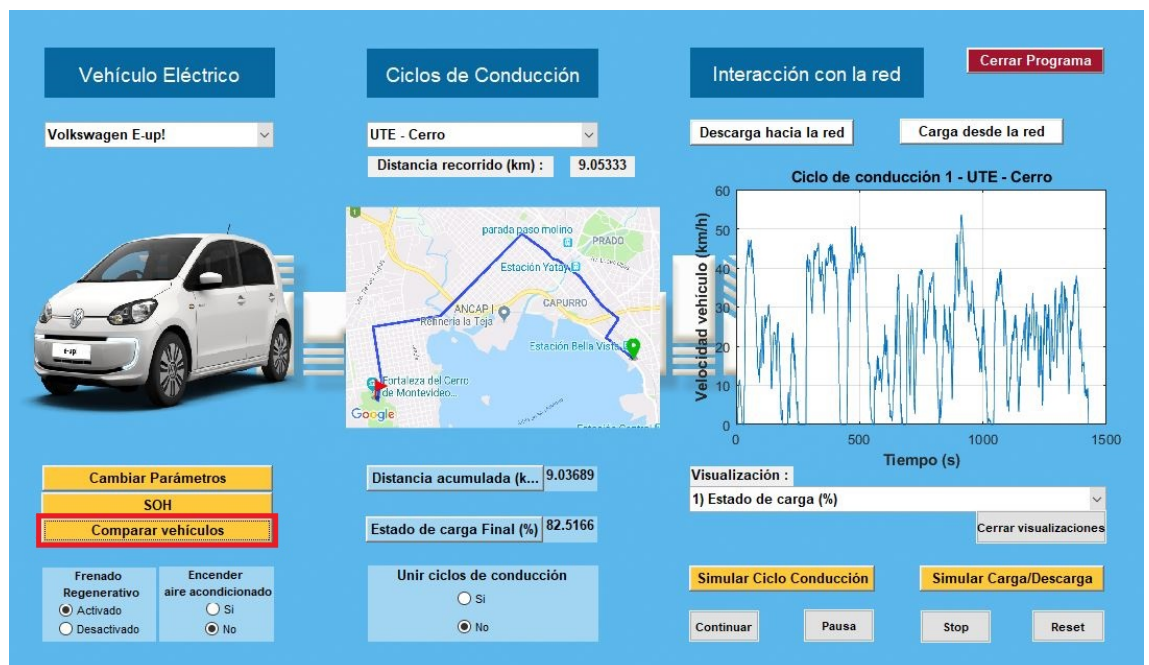 Vehículo Eléctrico
Ciclos de Conducción
Interacción con la red
Cerrar Programa
Volkswagen E-up!
UTE - Cerro
Distancia recorrido (km) :
9.05333
Descarga hacia la red
Carga desde la red
Ciclo de conducción 1 - UTE - Cerro
60
50
40
30
20
10
0
Velocidad vehículo (km/h)
0
500
1000
1500
Tiempo (s)
parada paso molino
PRADO
Estación Yatay
ANCAP
Refinería la Teja
CAPURRO
Estación Bella Vista
Fortaleza del Cerro
de Montevideo...
Google
Estación Central
e-up
Cambiar Parámetros
SOH
Comparar vehículos
Distancia acumulada (k...
9.03689
Estado de carga Final (%)
82.5166
Visualización :
1) Estado de carga (%)
Cerrar visualizaciones
Frenado
Regenerativo
Activado
Desactivado
Encender
aire acondicionado
Si
No
Unir ciclos de conducción
Si
No
Simular Ciclo Conducción
Simular Carga/Descarga
Continuar
Pausa
Stop
Reset